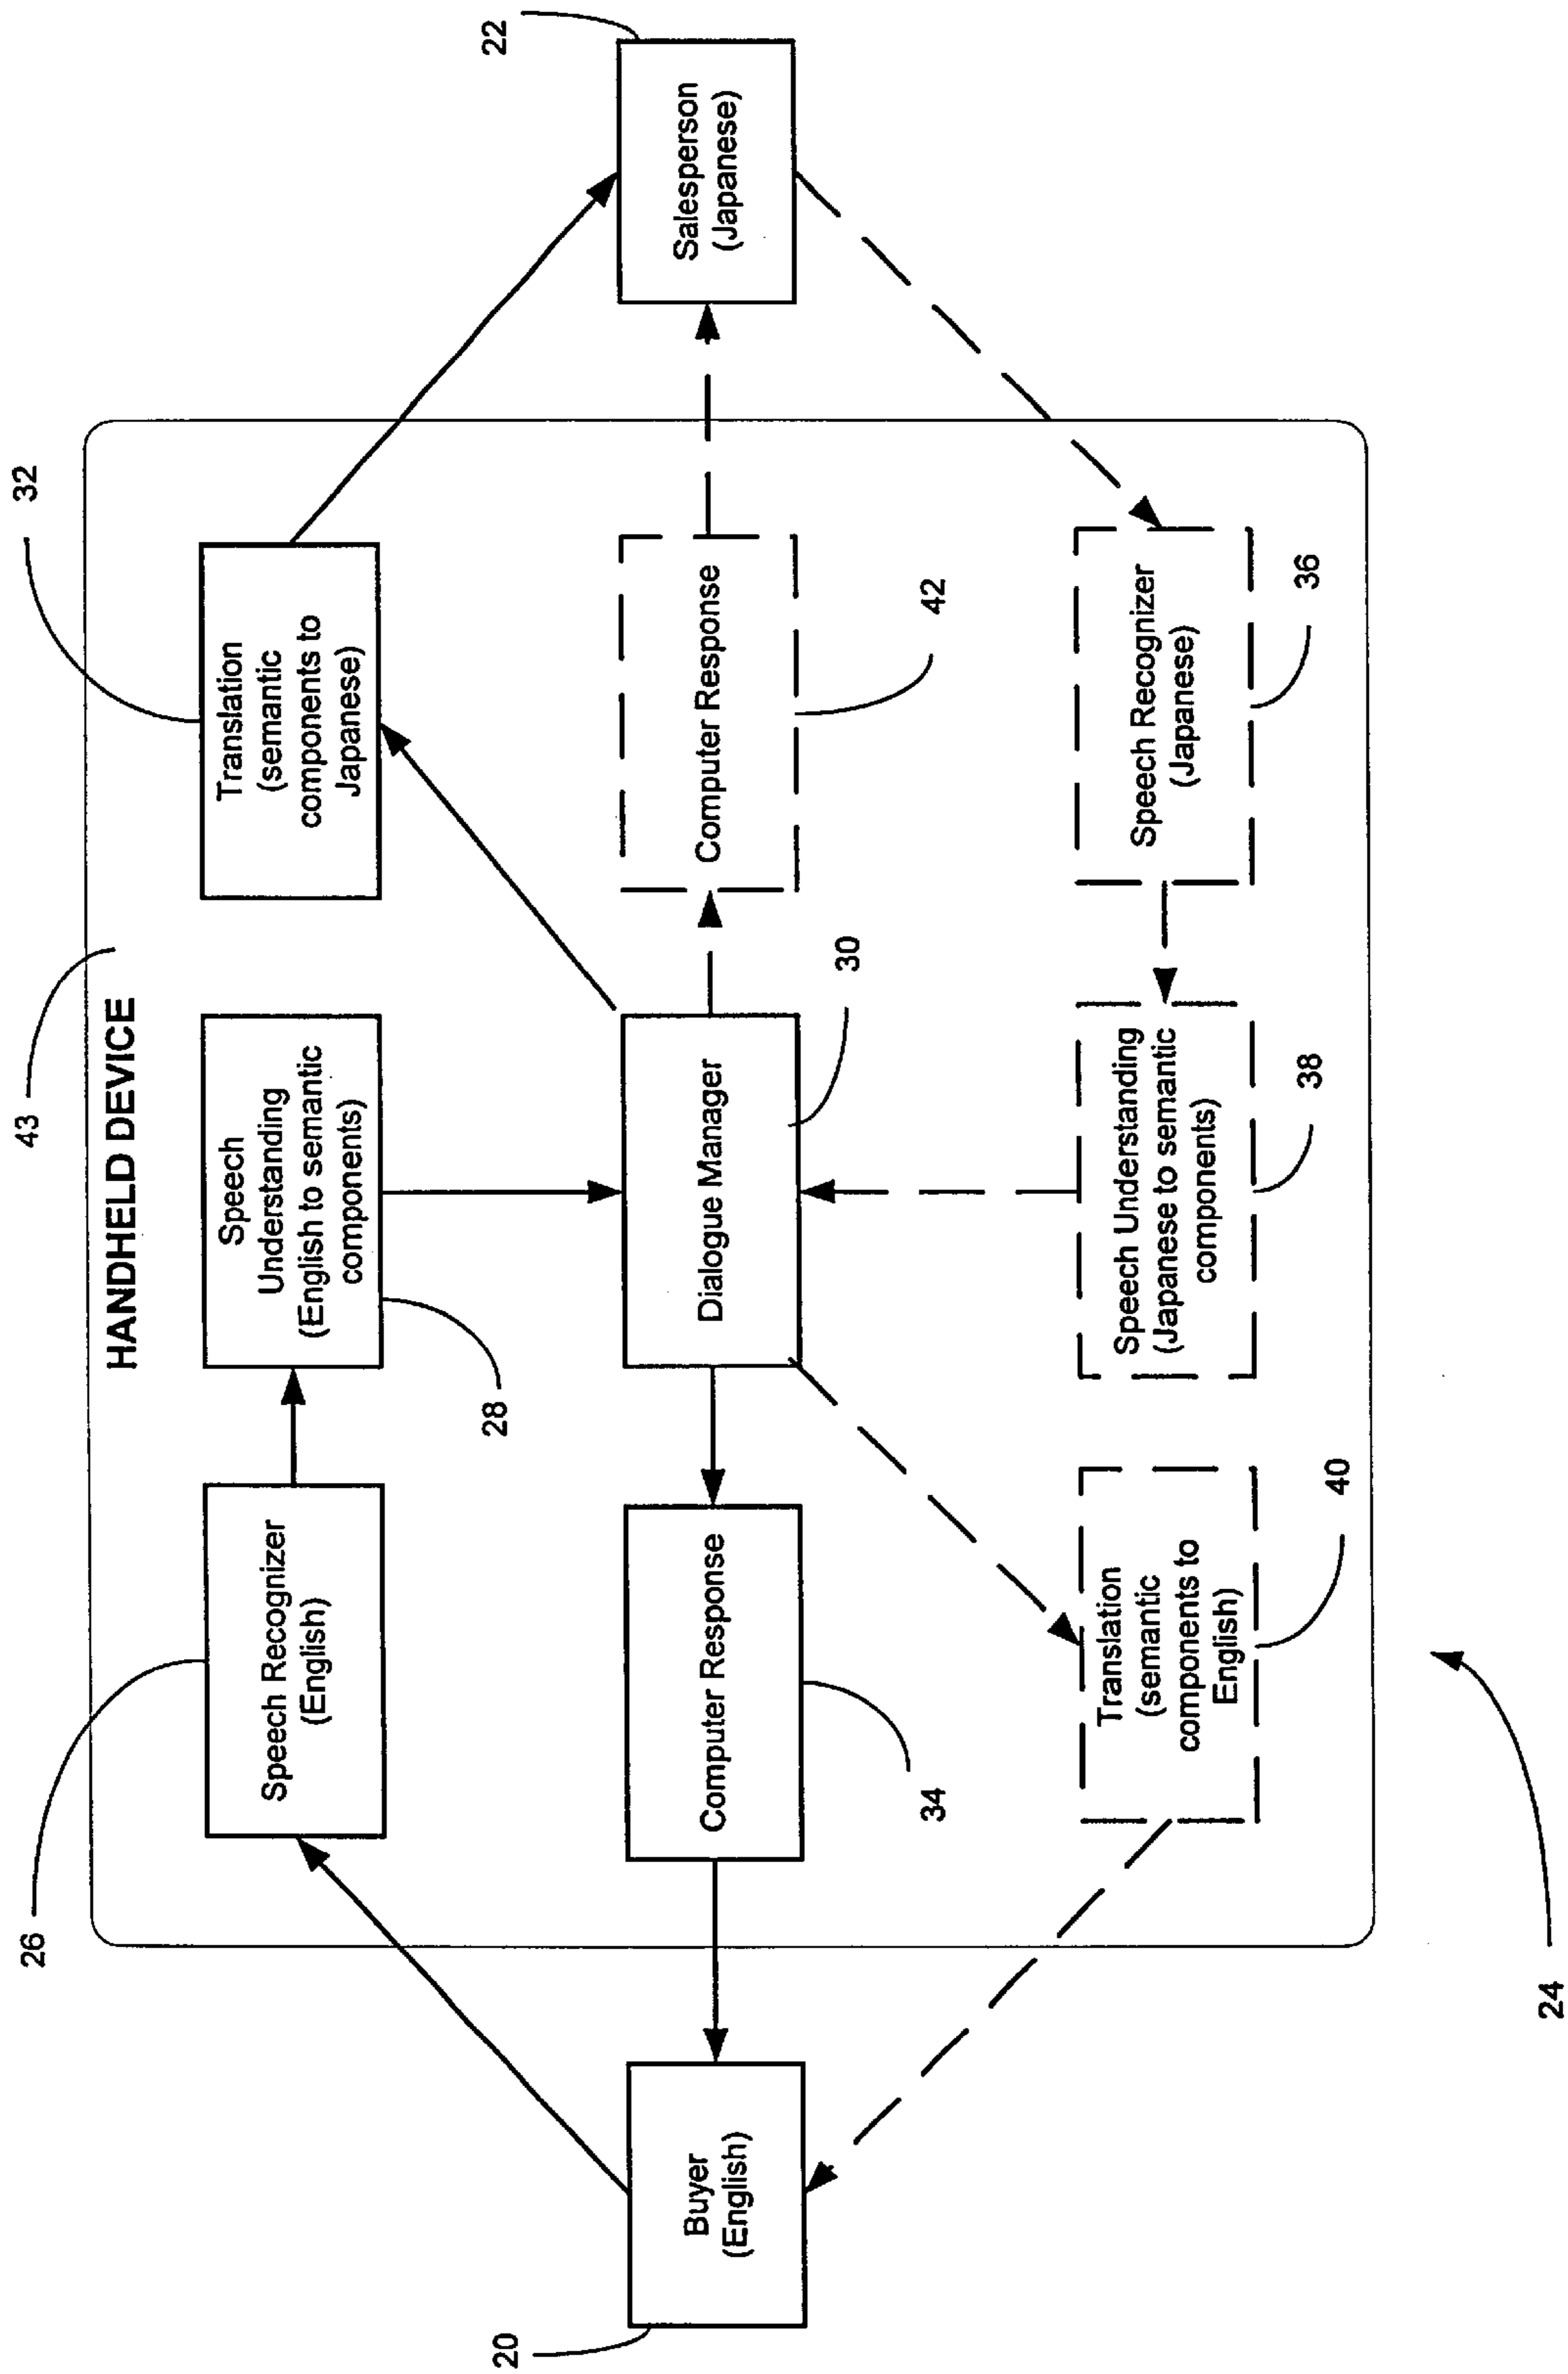 43
HANDHELD DEVICE
26
32
Speech Recognizer
(English)
Speech
Understanding
(English to semantic
components)
Translation
(semantic
components to
Japanese)
28
20
22
Buyer
(English)
Computer Response
Dialogue Manager
Computer Response
Salesperson
(Japanese)
34
30
42
Translation
(semantic
components to
English)
Speech Understanding
(Japanese to semantic
components)
Speech Recognizer
(Japanese)
40
38
36
24